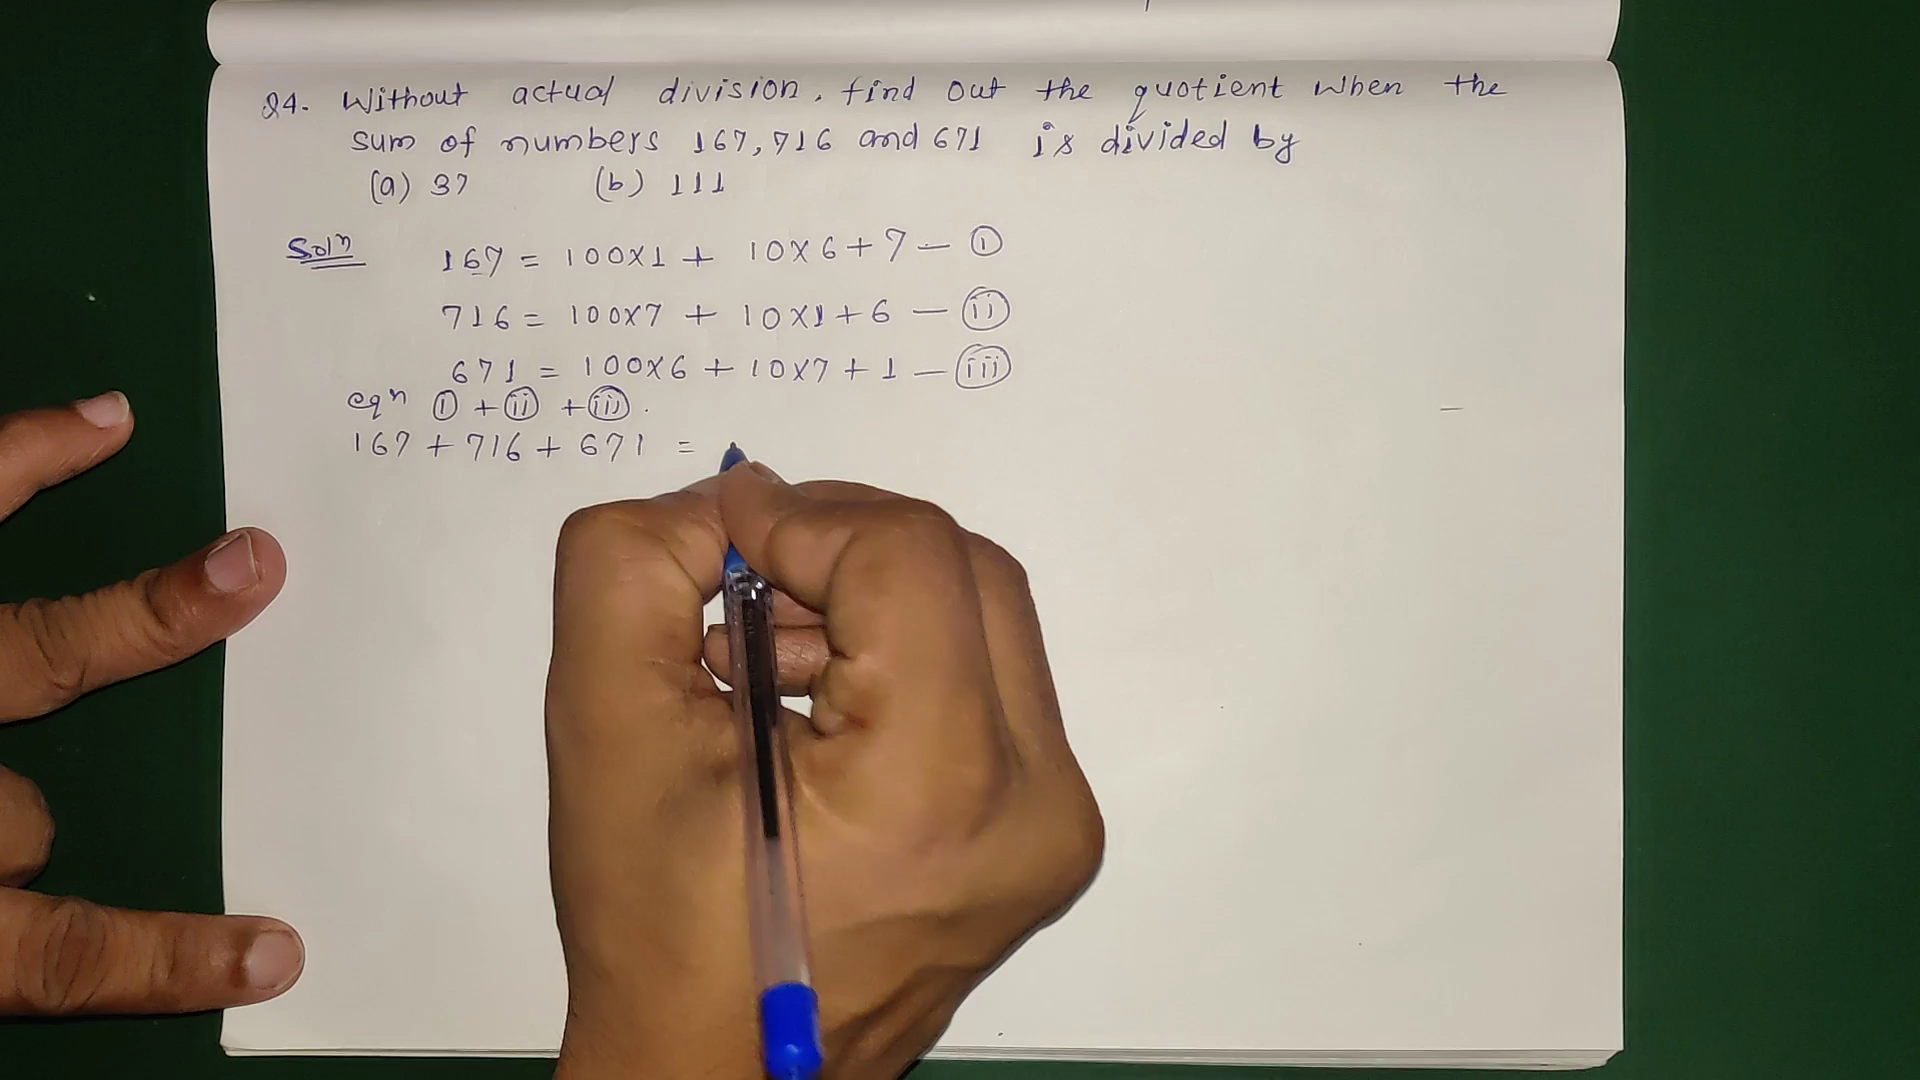 Q4. Without actual division, find out the quotient when the
sum of numbers 167, 716 and 671 is divided by
(a) 37 (b) 111
Solⁿ 167 = 100×1 + 10×6+7 — ⓘ
716 = 100×7 + 10×1+6 — ⓘⓘ
671 = 100×6 + 10×7+1 — ⓘⓘⓘ
eqⁿ ⓘ + ⓘⓘ + ⓘⓘⓘ.
167 + 716 + 671 =